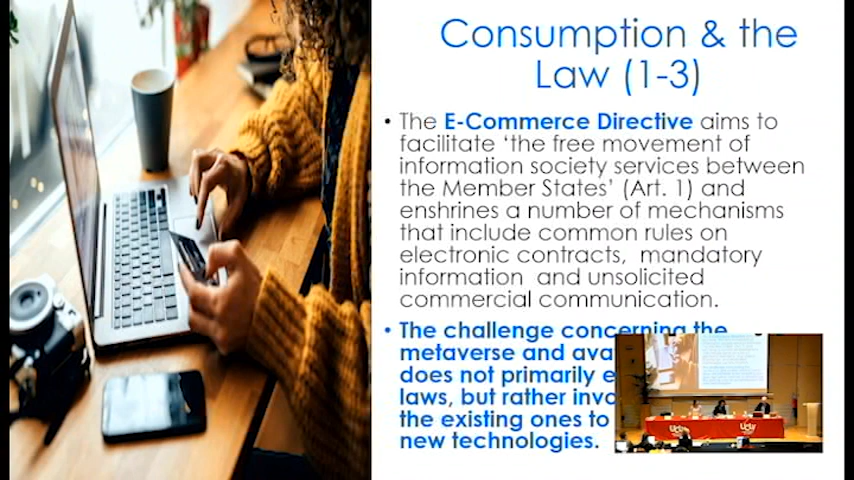 Consumption & the
Law (1-3)
• The E-Commerce Directive aims to
facilitate ‘the free movement of
information society services between
the Member States’ (Art. 1) and
enshrines a number of mechanisms
that include common rules on
electronic contracts, mandatory
information and unsolicited
commercial communication.
• The challenge concerning the
metaverse and
does not primarily
laws, but rather
the existing ones to
new technologies.